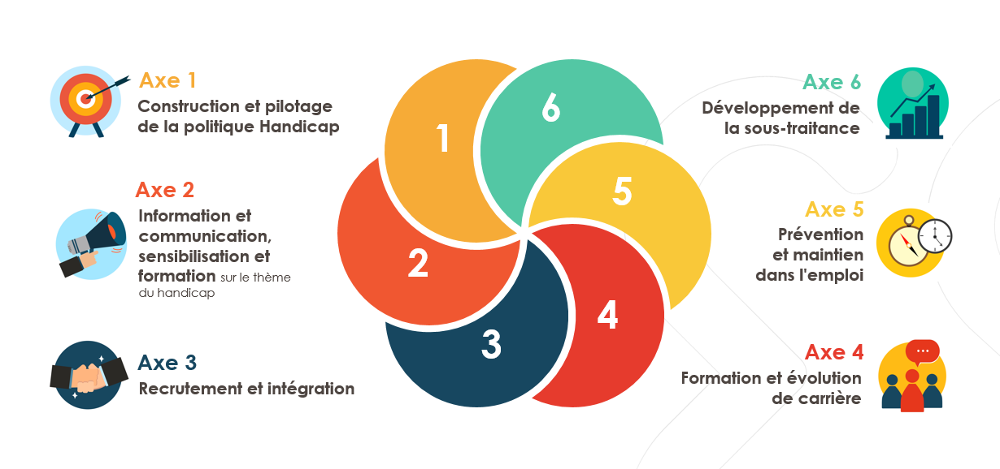 Axe 1
Construction et pilotage
de la politique Handicap
Axe 2
Information et
communication,
sensibilisation et
formation sur le thème
du handicap
Axe 3
Recrutement et intégration
1
2
3
4
5
6
Axe 6
Développement de
la sous-traitance
Axe 5
Prévention
et maintien
dans l'emploi
Axe 4
Formation et évolution
de carrière